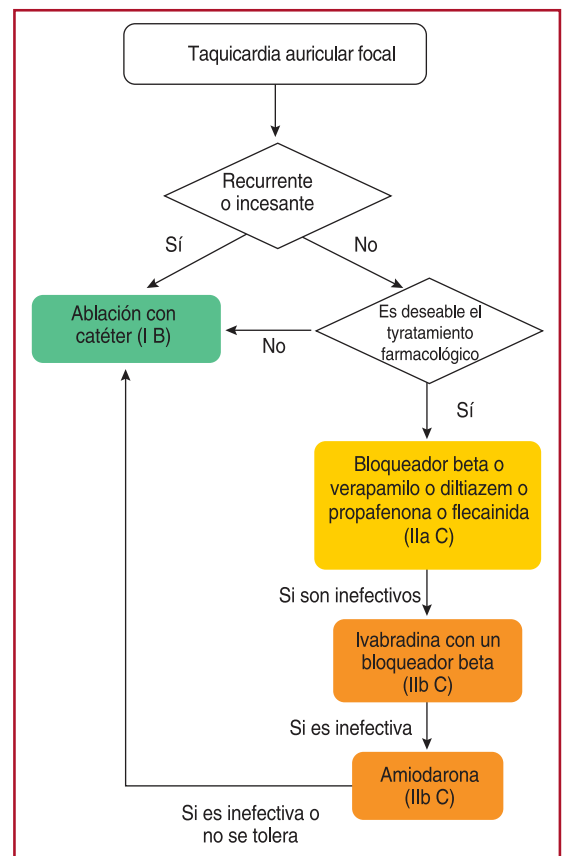 Taquicardia auricular focal
Recurrente
o incesante
Sí
No
Ablación con
catéter (I B)
No
Es deseable el
tyratamiento
farmacológico
Sí
Bloqueador beta o
verapamilo o diltiazem o
propafenona o flecainida
(IIa C)
Si son inefectivos
Ivabradina con un
bloqueador beta
(IIb C)
Si es inefectiva
Amiodarona
(IIb C)
Si es inefectiva o
no se tolera